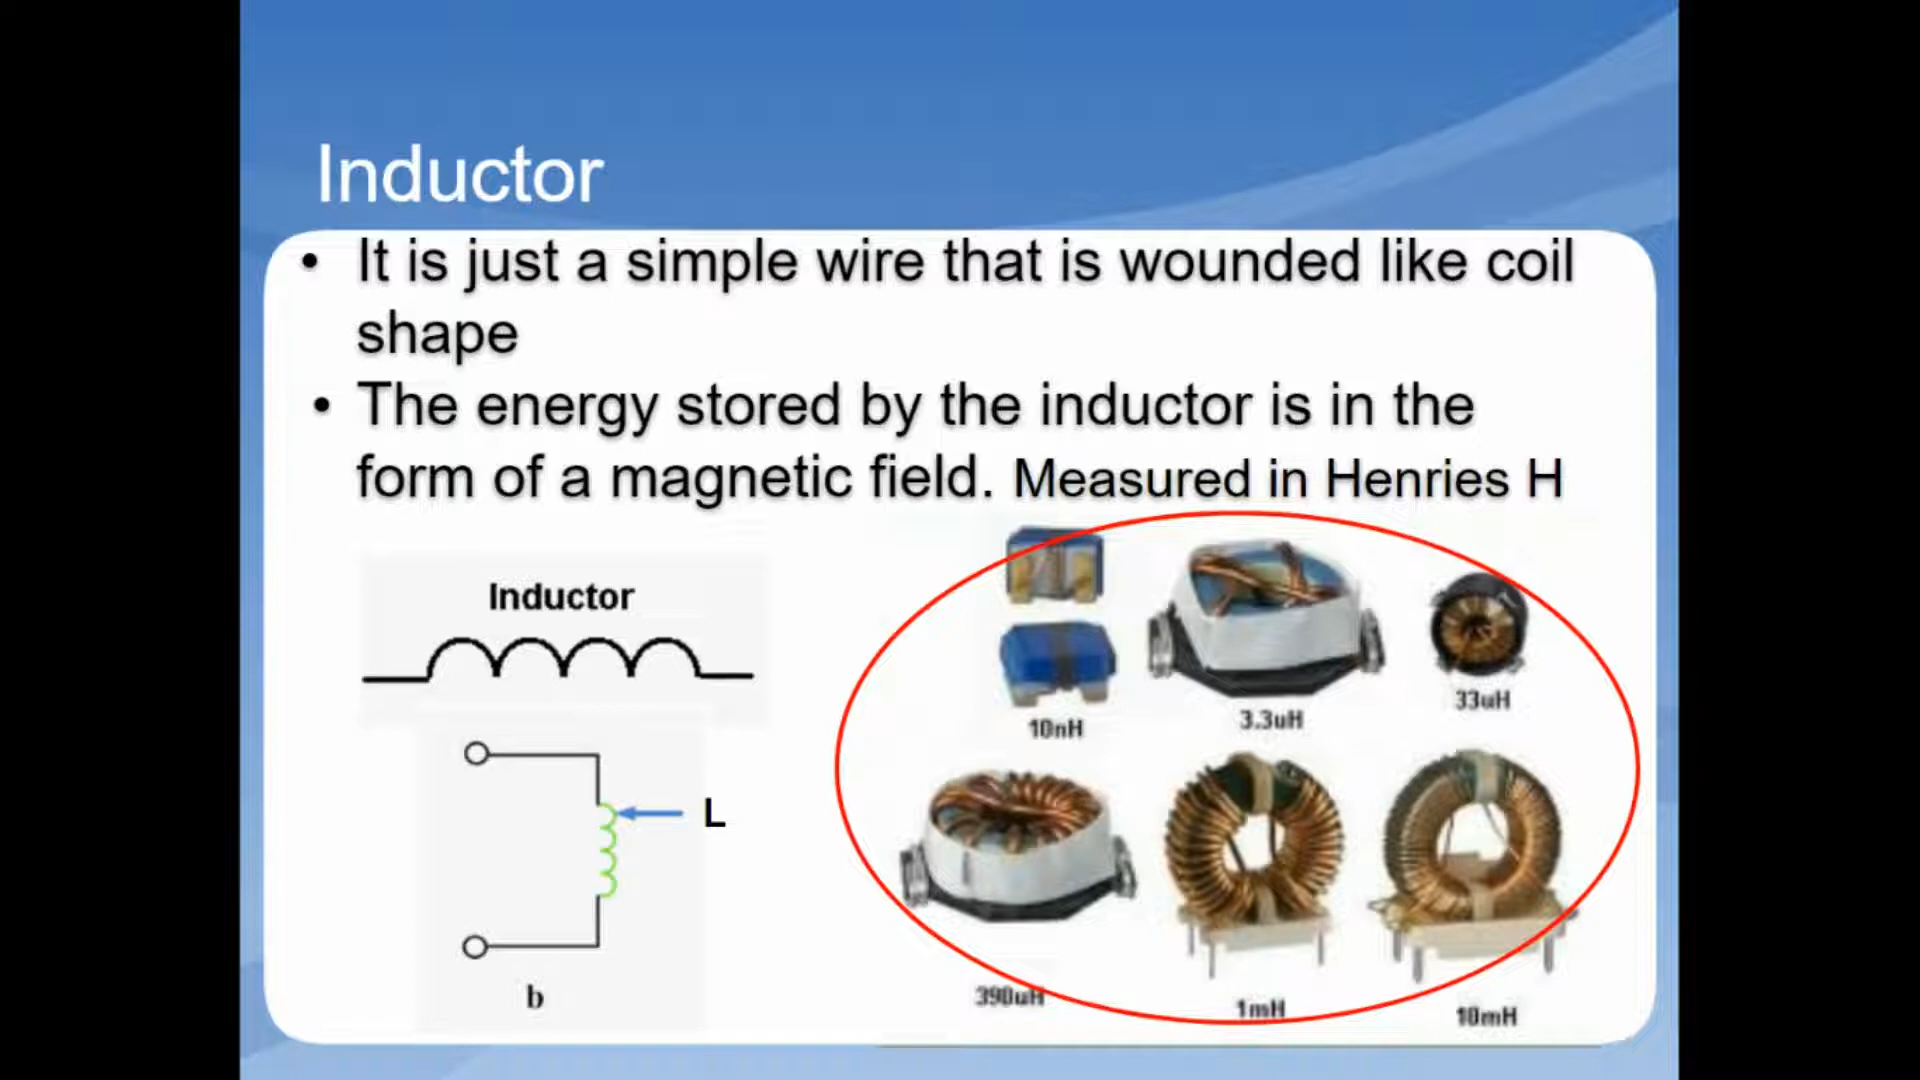 Inductor
• It is just a simple wire that is wounded like coil
shape
• The energy stored by the inductor is in the
form of a magnetic field. Measured in Henries H
Inductor
L
b
10nH
3.3uH
33uH
390uH
1mH
10mH